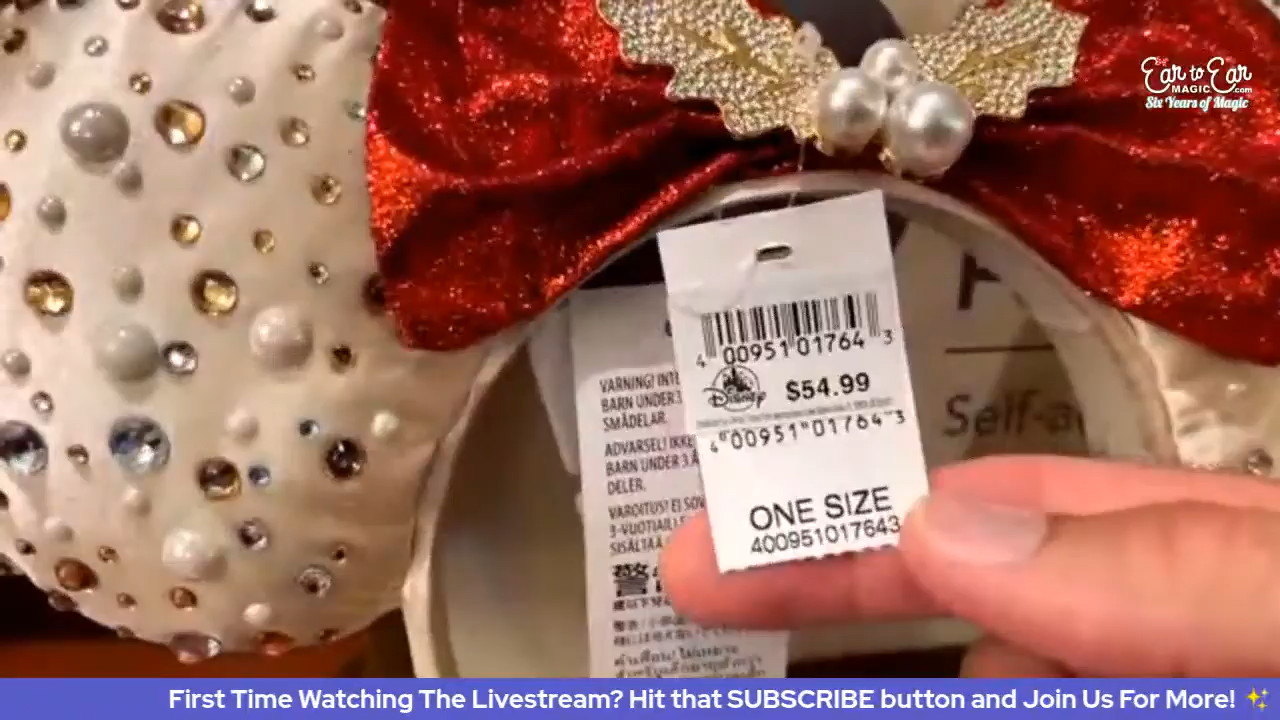 Ear to Ear
MAGIC.com
Six Years of Magic
4 00951 01764 3
Disney
$54.99
4 00951 01764 3
ONE SIZE
400951017643
VARNING! INTE
BARN UNDER 3
SMÅDELAR.
ADVARSEL! IKKE
BARN UNDER 3 Å
DELER.
VAROITUS! EI SOV
3-VUOTIAILL
SISÄLTÄÄ
警
Self-a
First Time Watching The Livestream? Hit that SUBSCRIBE button and Join Us For More! ✨